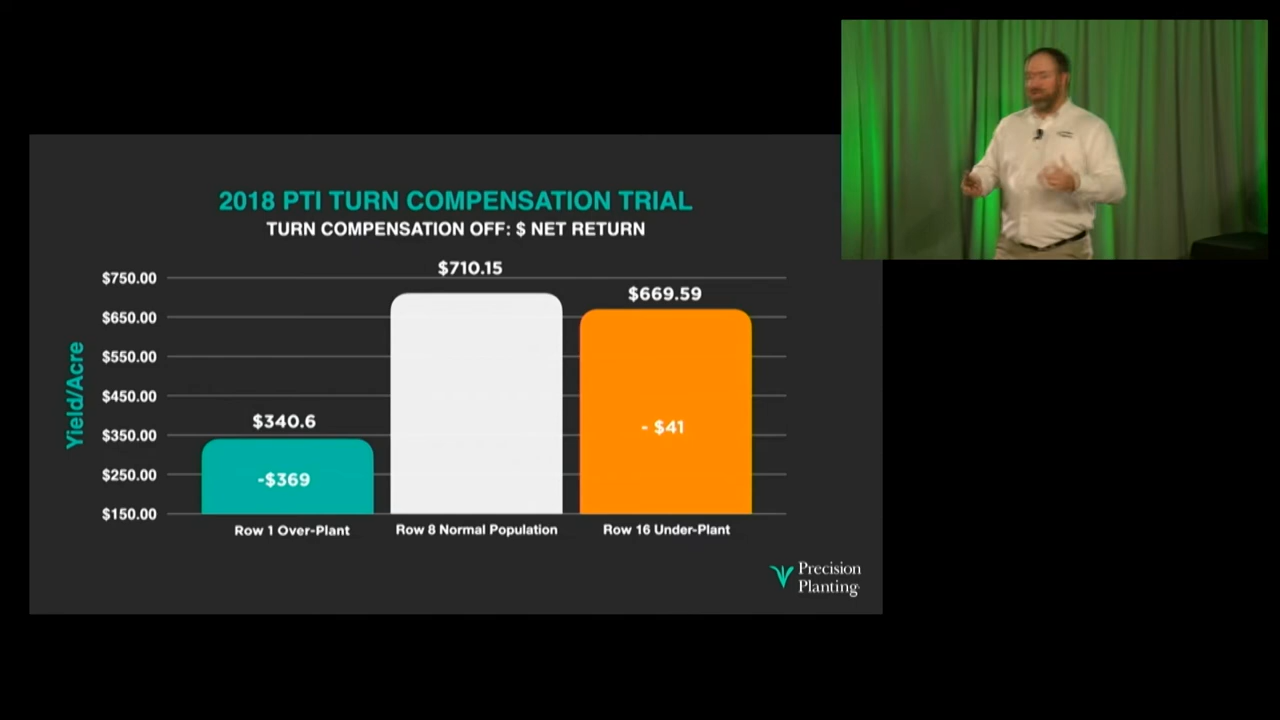 2018 PTI TURN COMPENSATION TRIAL
TURN COMPENSATION OFF: $ NET RETURN
Yield/Acre
$750.00
$650.00
$550.00
$450.00
$350.00
$250.00
$150.00
$340.6
-$369
$710.15
$669.59
- $41
Row 1 Over-Plant
Row 8 Normal Population
Row 16 Under-Plant
Precision
Planting